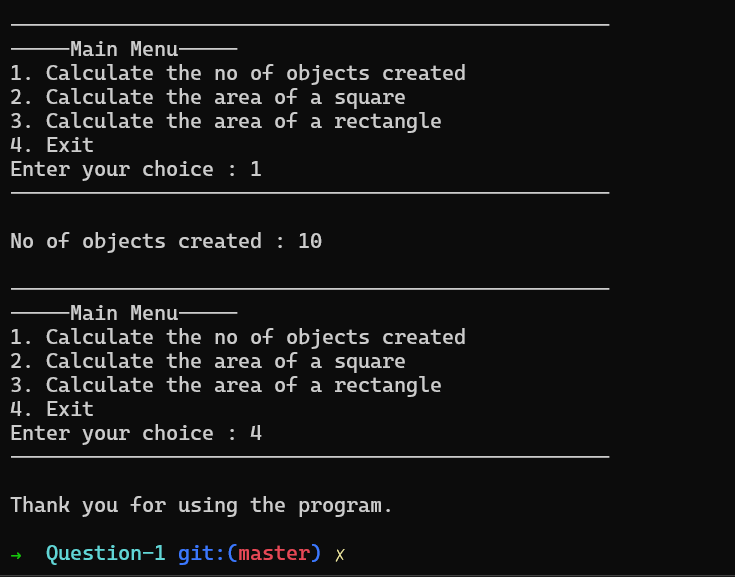 --------------------------------------------------
-----Main Menu-----
1. Calculate the no of objects created
2. Calculate the area of a square
3. Calculate the area of a rectangle
4. Exit
Enter your choice : 1
--------------------------------------------------
No of objects created : 10
--------------------------------------------------
-----Main Menu-----
1. Calculate the no of objects created
2. Calculate the area of a square
3. Calculate the area of a rectangle
4. Exit
Enter your choice : 4
--------------------------------------------------
Thank you for using the program.
→ Question-1 git:(master) ✗